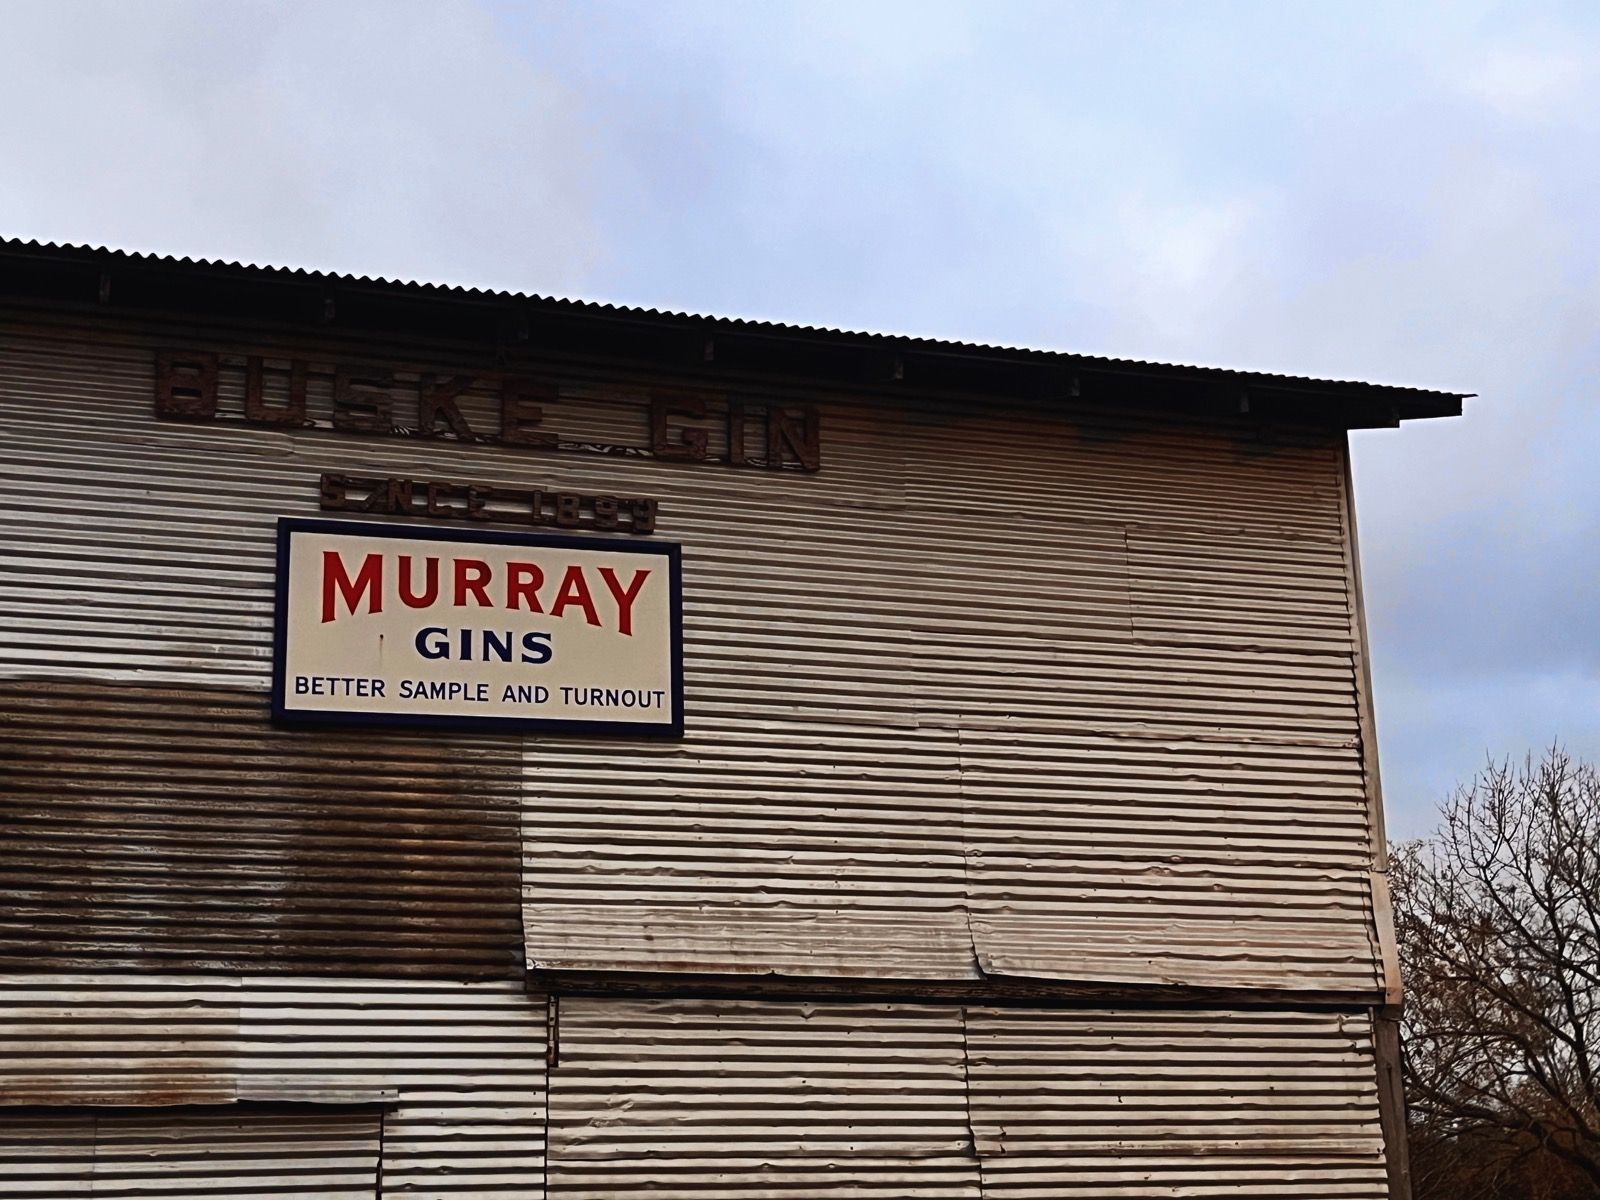 BUSKE GIN
SINCE 1899
MURRAY
GINS
BETTER SAMPLE AND TURNOUT